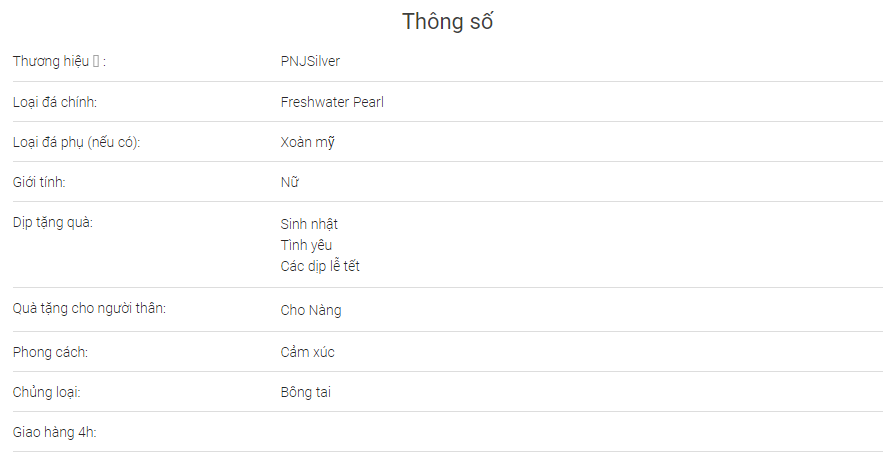 Thông số
Thương hiệu ▯ : PNJSilver
Loại đá chính: Freshwater Pearl
Loại đá phụ (nếu có): Xoàn mỹ
Giới tính: Nữ
Dịp tặng quà: Sinh nhật
Tình yêu
Các dịp lễ tết
Quà tặng cho người thân: Cho Nàng
Phong cách: Cảm xúc
Chủng loại: Bông tai
Giao hàng 4h: